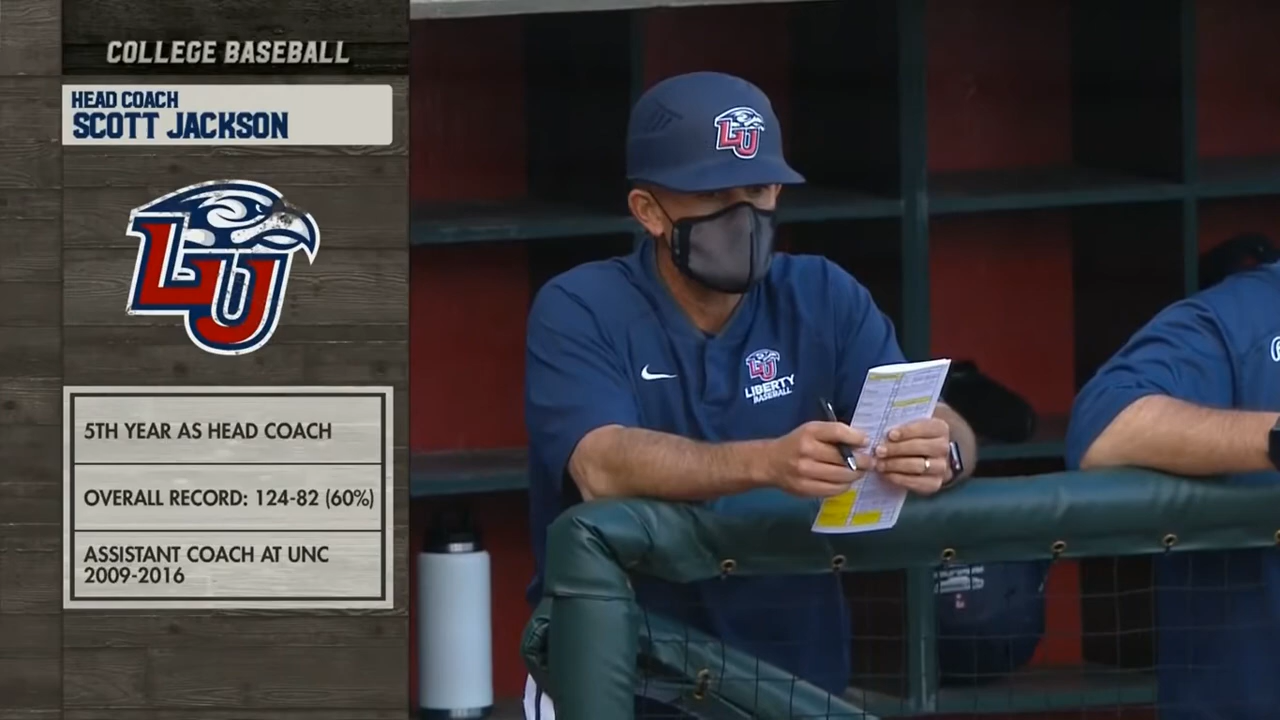 COLLEGE BASEBALL
HEAD COACH
SCOTT JACKSON
LU
5TH YEAR AS HEAD COACH
OVERALL RECORD: 124-82 (60%)
ASSISTANT COACH AT UNC
2009-2016
LU
LU
LIBERTY
BASEBALL